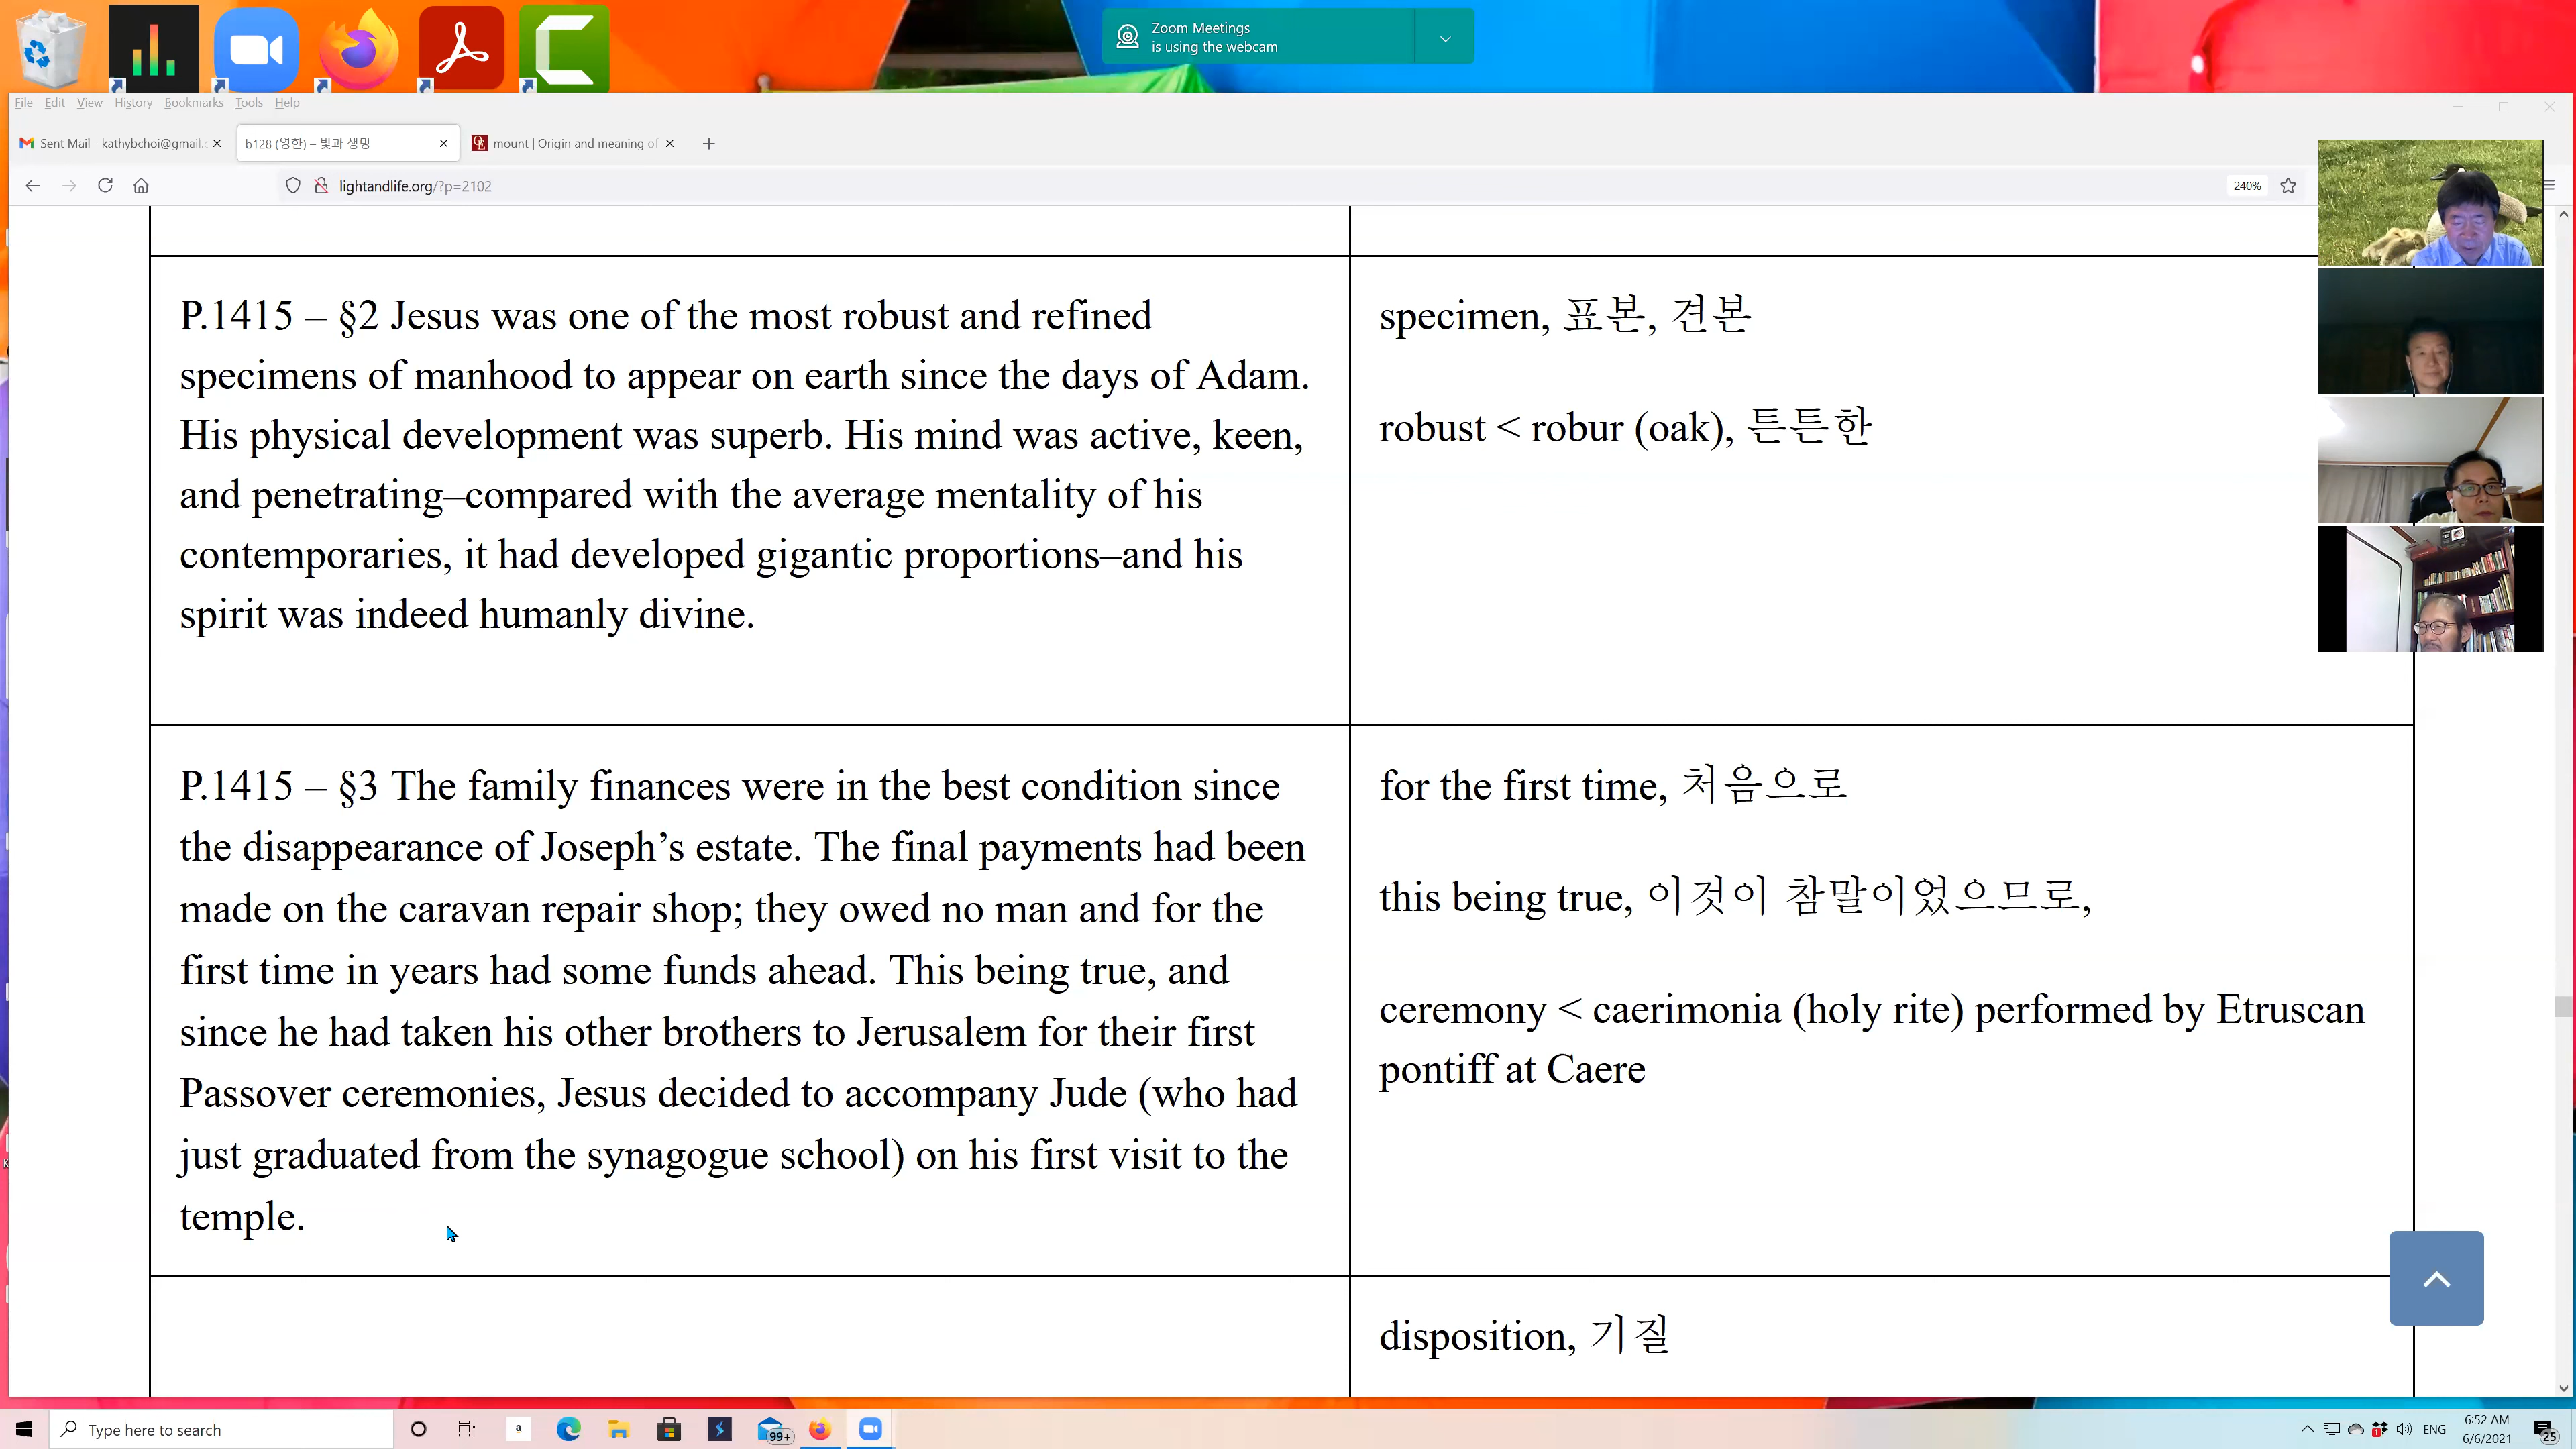 Zoom Meetings
is using the webcam
File Edit View History Bookmarks Tools Help
Sent Mail - kathybchoi@gmail.c
b128 (영한) – 빛과 생명
mount | Origin and meaning of
lightandlife.org/?p=2102
240%
P.1415 – §2 Jesus was one of the most robust and refined
specimens of manhood to appear on earth since the days of Adam.
His physical development was superb. His mind was active, keen,
and penetrating–compared with the average mentality of his
contemporaries, it had developed gigantic proportions–and his
spirit was indeed humanly divine.
specimen, 표본, 견본
robust < robur (oak), 튼튼한
P.1415 – §3 The family finances were in the best condition since
the disappearance of Joseph’s estate. The final payments had been
made on the caravan repair shop; they owed no man and for the
first time in years had some funds ahead. This being true, and
since he had taken his other brothers to Jerusalem for their first
Passover ceremonies, Jesus decided to accompany Jude (who had
just graduated from the synagogue school) on his first visit to the
temple.
for the first time, 처음으로
this being true, 이것이 참말이었으므로,
ceremony < caerimonia (holy rite) performed by Etruscan
pontiff at Caere
disposition, 기질
Type here to search
a
99+
ENG
6:52 AM
6/6/2021
25